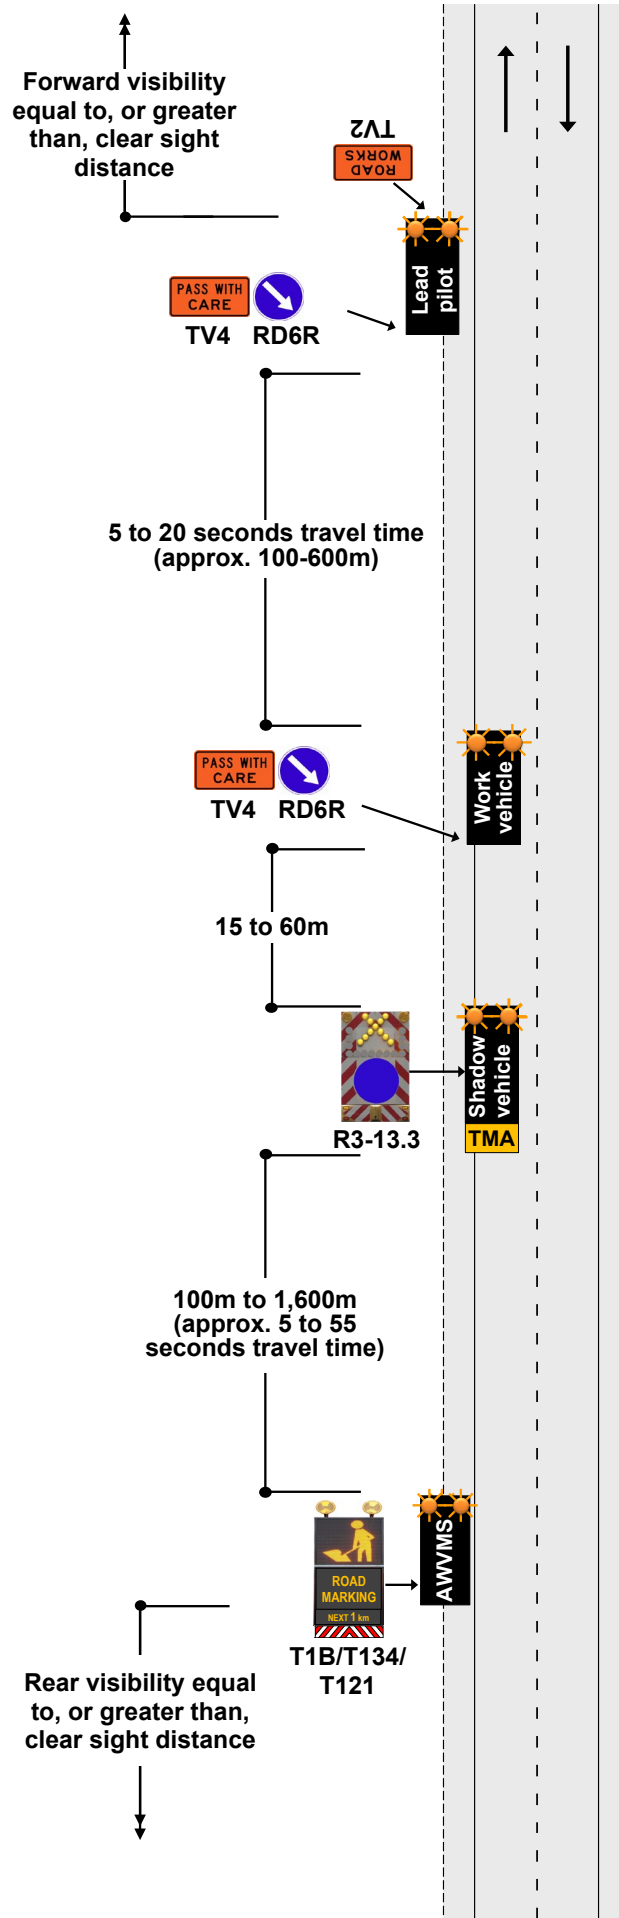 Forward visibility
equal to, or greater
than, clear sight
distance
TV2
ROAD
WORKS
Lead
pilot
PASS WITH
CARE
TV4 RD6R
5 to 20 seconds travel time
(approx. 100-600m)
PASS WITH
CARE
TV4 RD6R
Work
vehicle
15 to 60m
Shadow
vehicle
TMA
R3-13.3
100m to 1,600m
(approx. 5 to 55
seconds travel time)
AWVMS
ROAD
MARKING
NEXT 1 km
T1B/T134/
T121
Rear visibility equal
to, or greater than,
clear sight distance